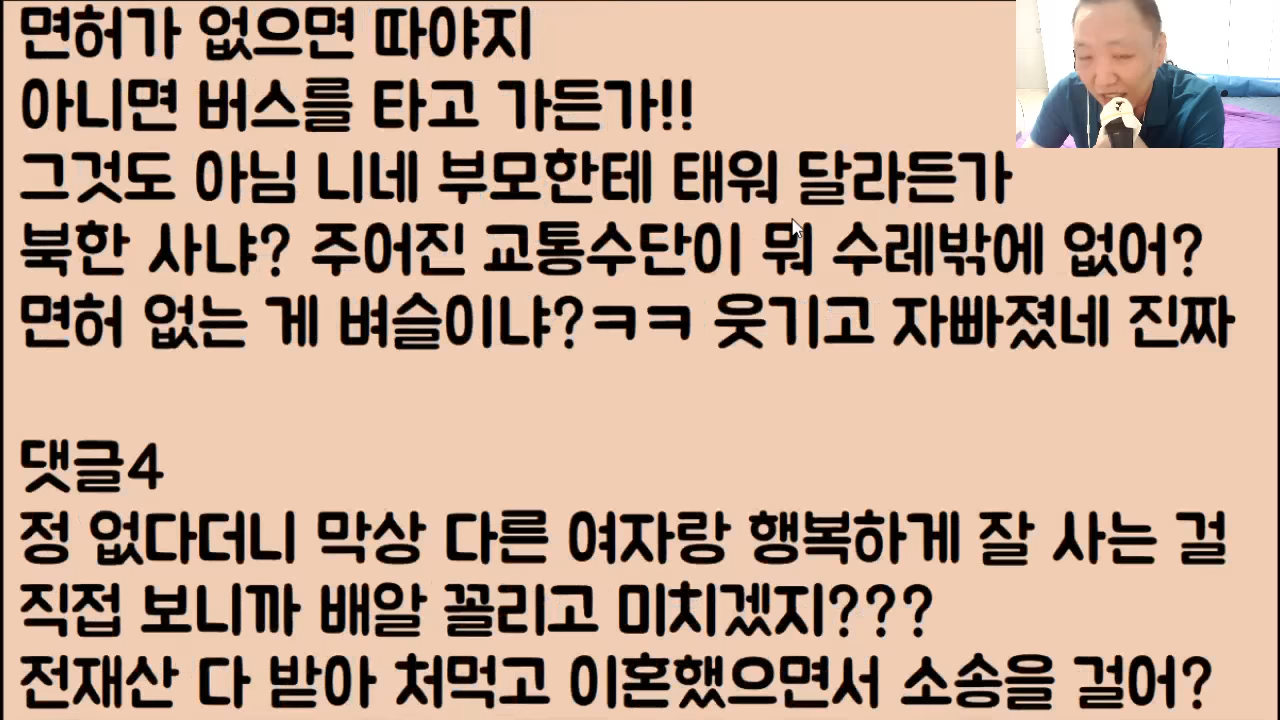 면허가 없으면 따야지
아니면 버스를 타고 가든가!!
그것도 아님 니네 부모한테 태워 달라든가
북한 사냐? 주어진 교통수단이 뭐 수레밖에 없어?
면허 없는 게 벼슬이냐?ㅋㅋ 웃기고 자빠졌네 진짜
댓글4
정 없다더니 막상 다른 여자랑 행복하게 잘 사는 걸
직접 보니까 배알 꼴리고 미치겠지???
전재산 다 받아 처먹고 이혼했으면서 소송을 걸어?